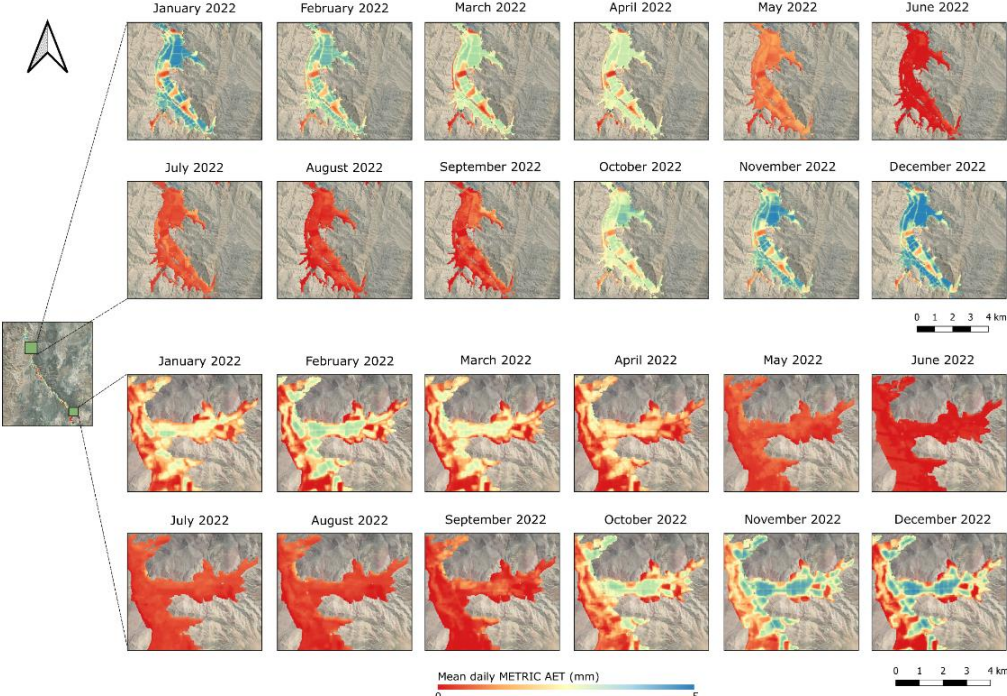 January 2022 February 2022 March 2022 April 2022 May 2022 June 2022
July 2022 August 2022 September 2022 October 2022 November 2022 December 2022
0 1 2 3 4 km
January 2022 February 2022 March 2022 April 2022 May 2022 June 2022
July 2022 August 2022 September 2022 October 2022 November 2022 December 2022
Mean daily METRIC AET (mm)
0 5
0 1 2 3 4 km